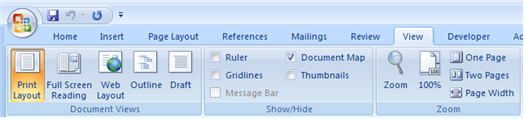 Home Insert Page Layout References Mailings Review View Developer
Print Layout
Full Screen Reading
Web Layout
Outline
Draft
Document Views
Ruler
Gridlines
Message Bar
Document Map
Thumbnails
Show/Hide
Zoom
100
100%
One Page
Two Pages
Page Width
Zoom